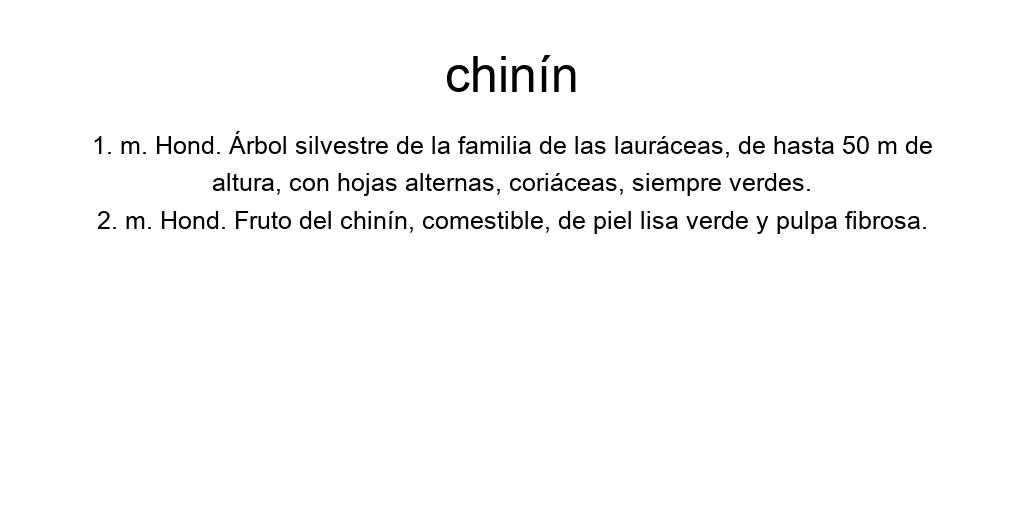 chinín
1. m. Hond. Árbol silvestre de la familia de las lauráceas, de hasta 50 m de
altura, con hojas alternas, coriáceas, siempre verdes.
2. m. Hond. Fruto del chinín, comestible, de piel lisa verde y pulpa fibrosa.